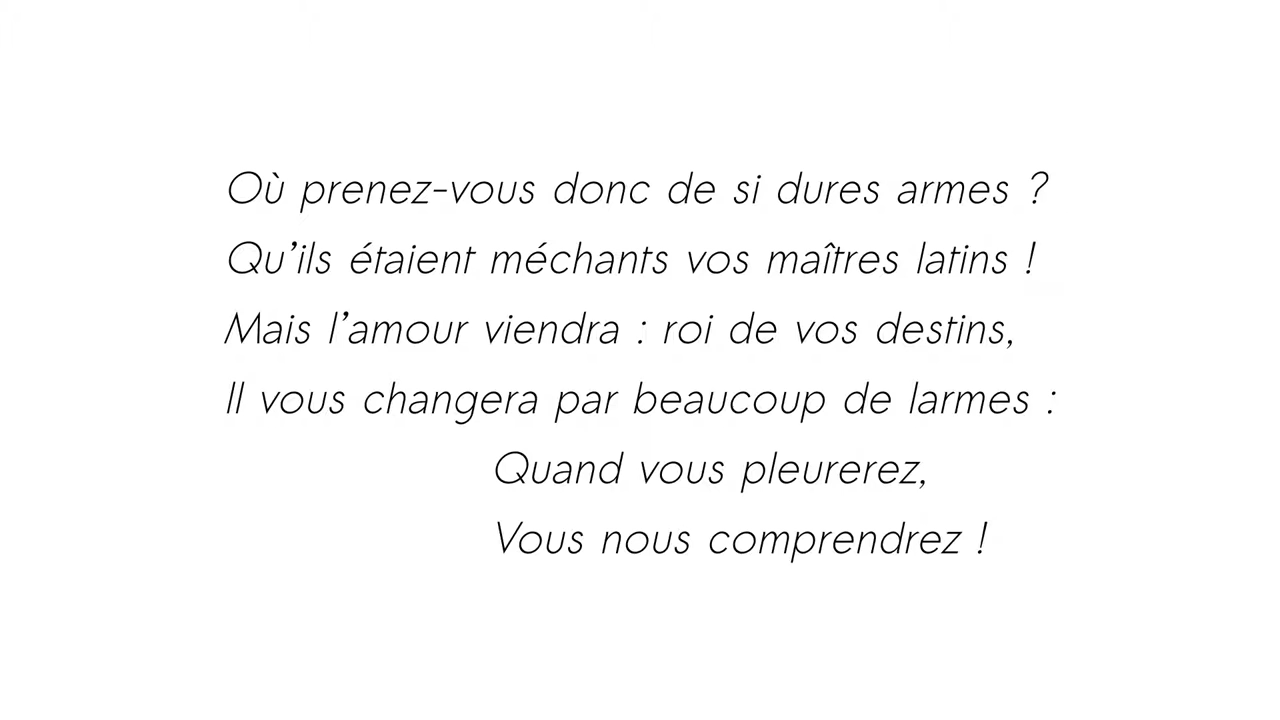 Où prenez-vous donc de si dures armes ?
Qu’ils étaient méchants vos maîtres latins !
Mais l’amour viendra : roi de vos destins,
Il vous changera par beaucoup de larmes :
Quand vous pleurerez,
Vous nous comprendrez !